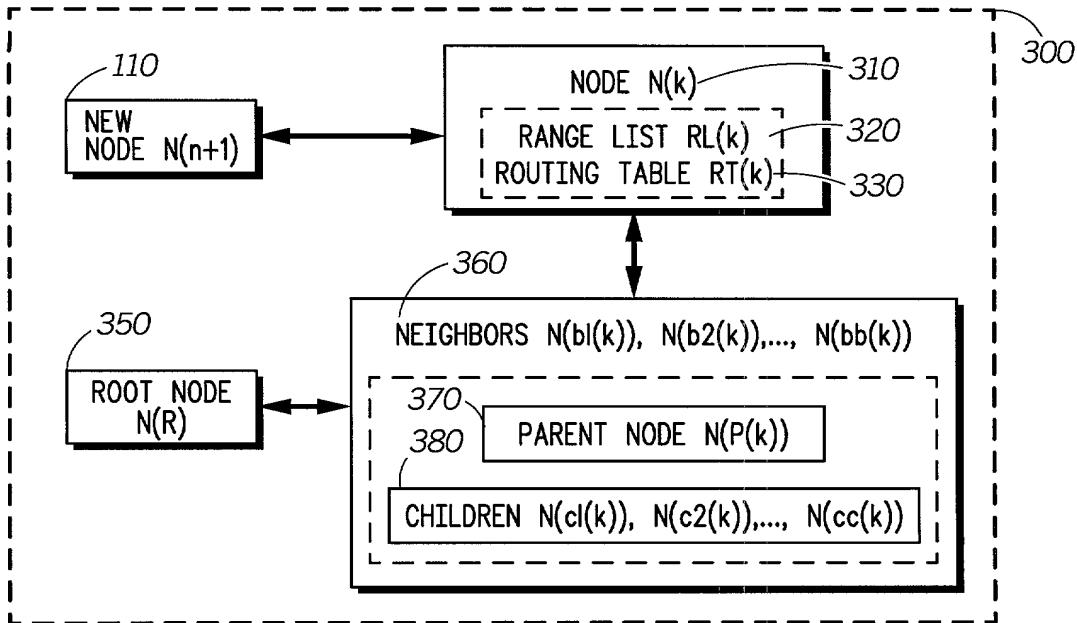 300
110
NEW
NODE N(n+1)
NODE N(k)
310
RANGE LIST RL(k)
320
ROUTING TABLE RT(k)
330
360
NEIGHBORS N(bl(k)), N(b2(k)),..., N(bb(k))
350
ROOT NODE
N(R)
370
PARENT NODE N(P(k))
380
CHILDREN N(cl(k)), N(c2(k)),..., N(cc(k))